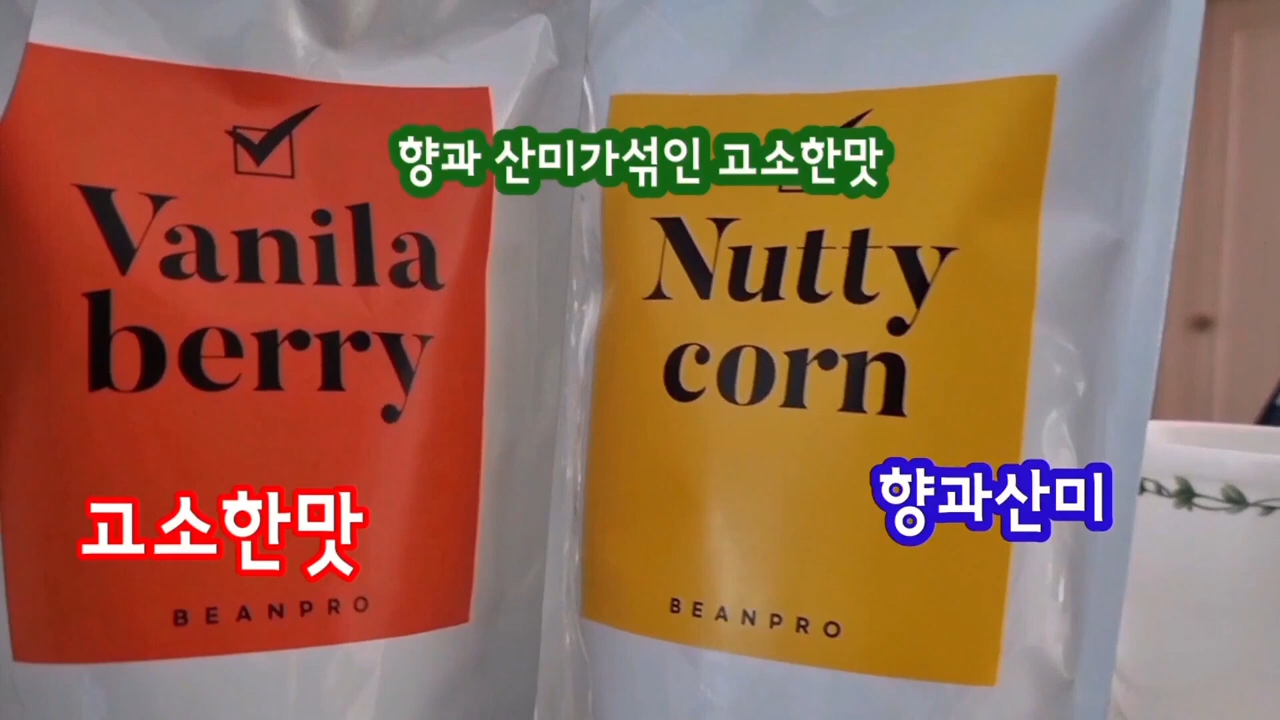 향과 산미가섞인 고소한맛
Vanila
berry
고소한맛
BEANPRO
Nutty
corn
향과산미
BEANPRO